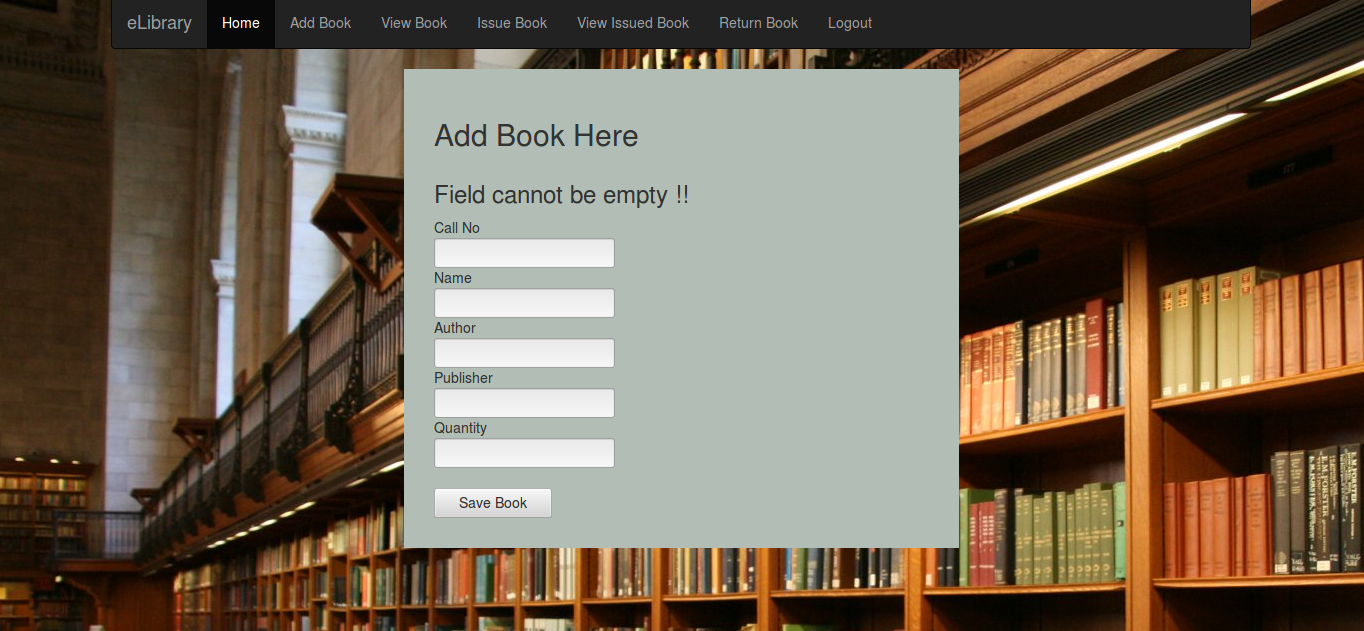 eLibrary Home Add Book View Book Issue Book View Issued Book Return Book Logout
Add Book Here
Field cannot be empty !!
Call No
Name
Author
Publisher
Quantity
Save Book
E.M.FORSTER